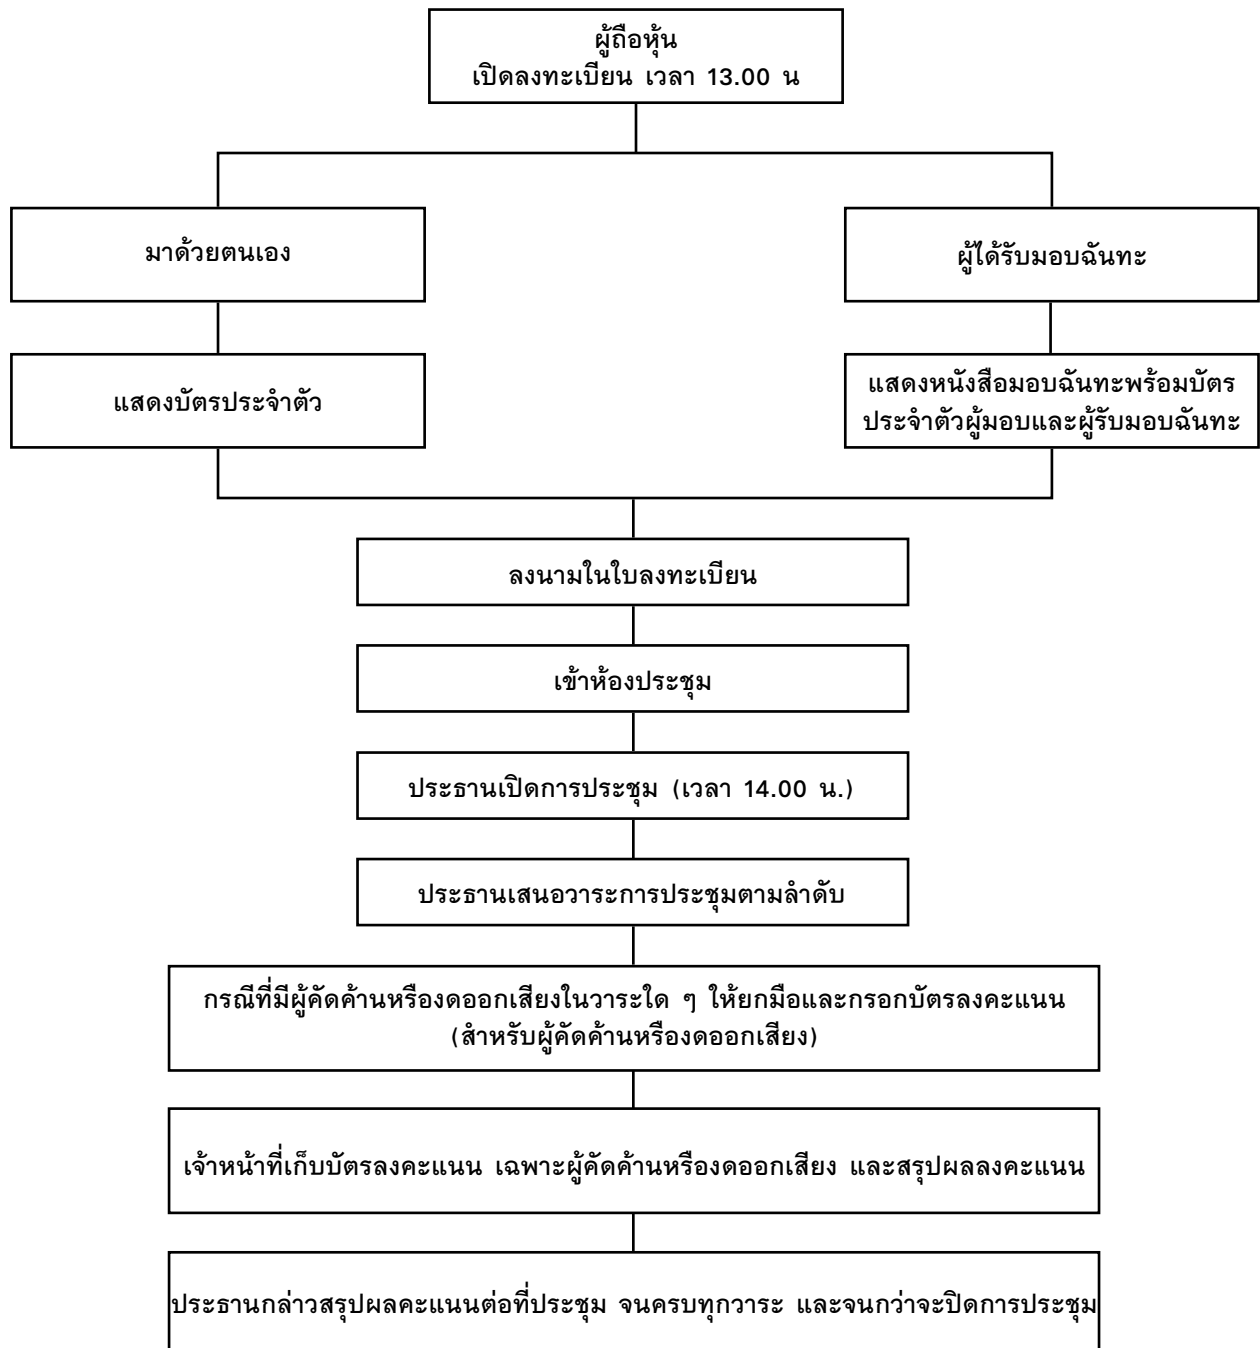 ผู้ถือหุ้น
เปิดลงทะเบียน เวลา 13.00 น
มาด้วยตนเอง
ผู้ได้รับมอบฉันทะ
แสดงบัตรประจำตัว
แสดงหนังสือมอบฉันทะพร้อมบัตร
ประจำตัวผู้มอบและผู้รับมอบฉันทะ
ลงนามในใบลงทะเบียน
เข้าห้องประชุม
ประธานเปิดการประชุม (เวลา 14.00 น.)
ประธานเสนอวาระการประชุมตามลำดับ
กรณีที่มีผู้คัดค้านหรืองดออกเสียงในวาระใด ๆ ให้ยกมือและกรอกบัตรลงคะแนน
(สำหรับผู้คัดค้านหรืองดออกเสียง)
เจ้าหน้าที่เก็บบัตรลงคะแนน เฉพาะผู้คัดค้านหรืองดออกเสียง และสรุปผลลงคะแนน
ประธานกล่าวสรุปผลคะแนนต่อที่ประชุม จนครบทุกวาระ และจนกว่าจะปิดการประชุม